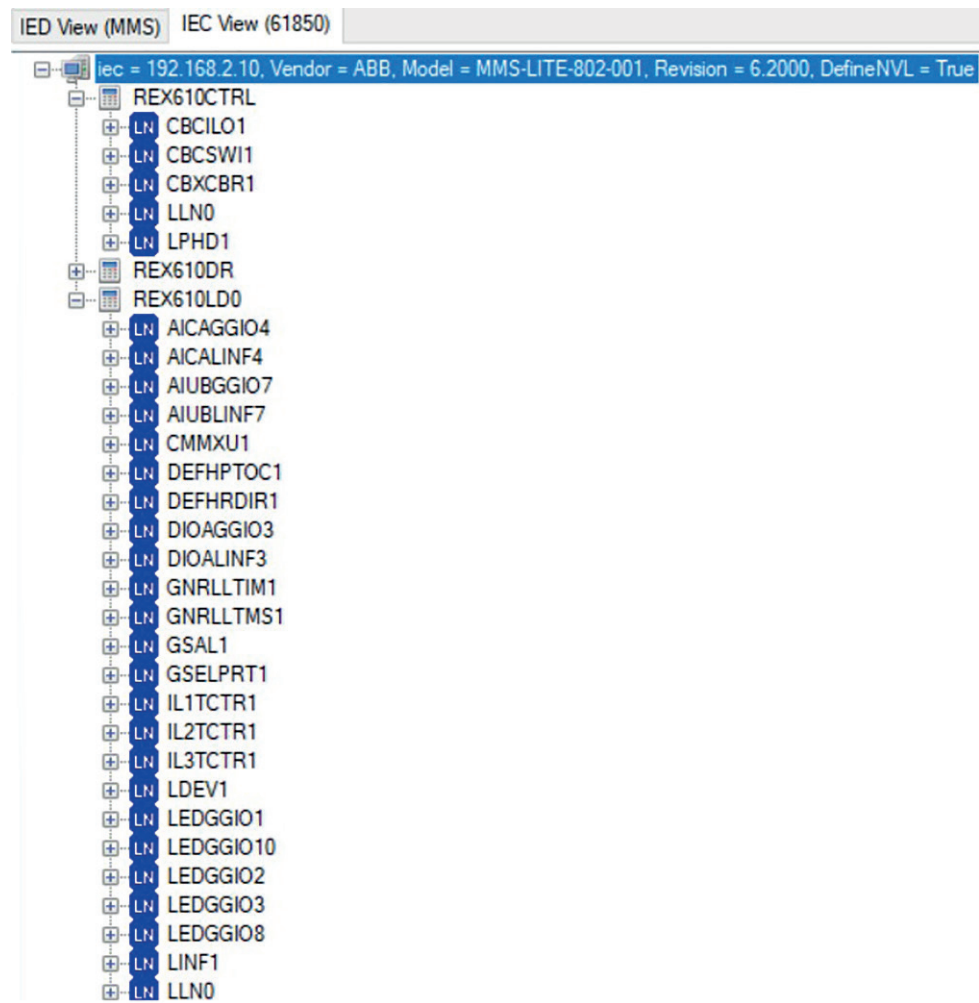 IED View (MMS) IEC View (61850)
iec = 192.168.2.10, Vendor = ABB, Model = MMS-LITE-802-001, Revision = 6.2000, DefineNVL = True
REX610CTRL
LN CBCILO1
LN CBCSWI1
LN CBXCBR1
LN LLN0
LN LPHD1
REX610DR
REX610LD0
LN AICAGGIO4
LN AICALINF4
LN AIUBGGIO7
LN AIUBLINF7
LN CMMXU1
LN DEFHPTOC1
LN DEFHRDIR1
LN DIOAGGIO3
LN DIOALINF3
LN GNRLLTIM1
LN GNRLLTMS1
LN GSAL1
LN GSELPRT1
LN IL1TCTR1
LN IL2TCTR1
LN IL3TCTR1
LN LDEV1
LN LEDGGIO1
LN LEDGGIO10
LN LEDGGIO2
LN LEDGGIO3
LN LEDGGIO8
LN LINF1
LN LLN0